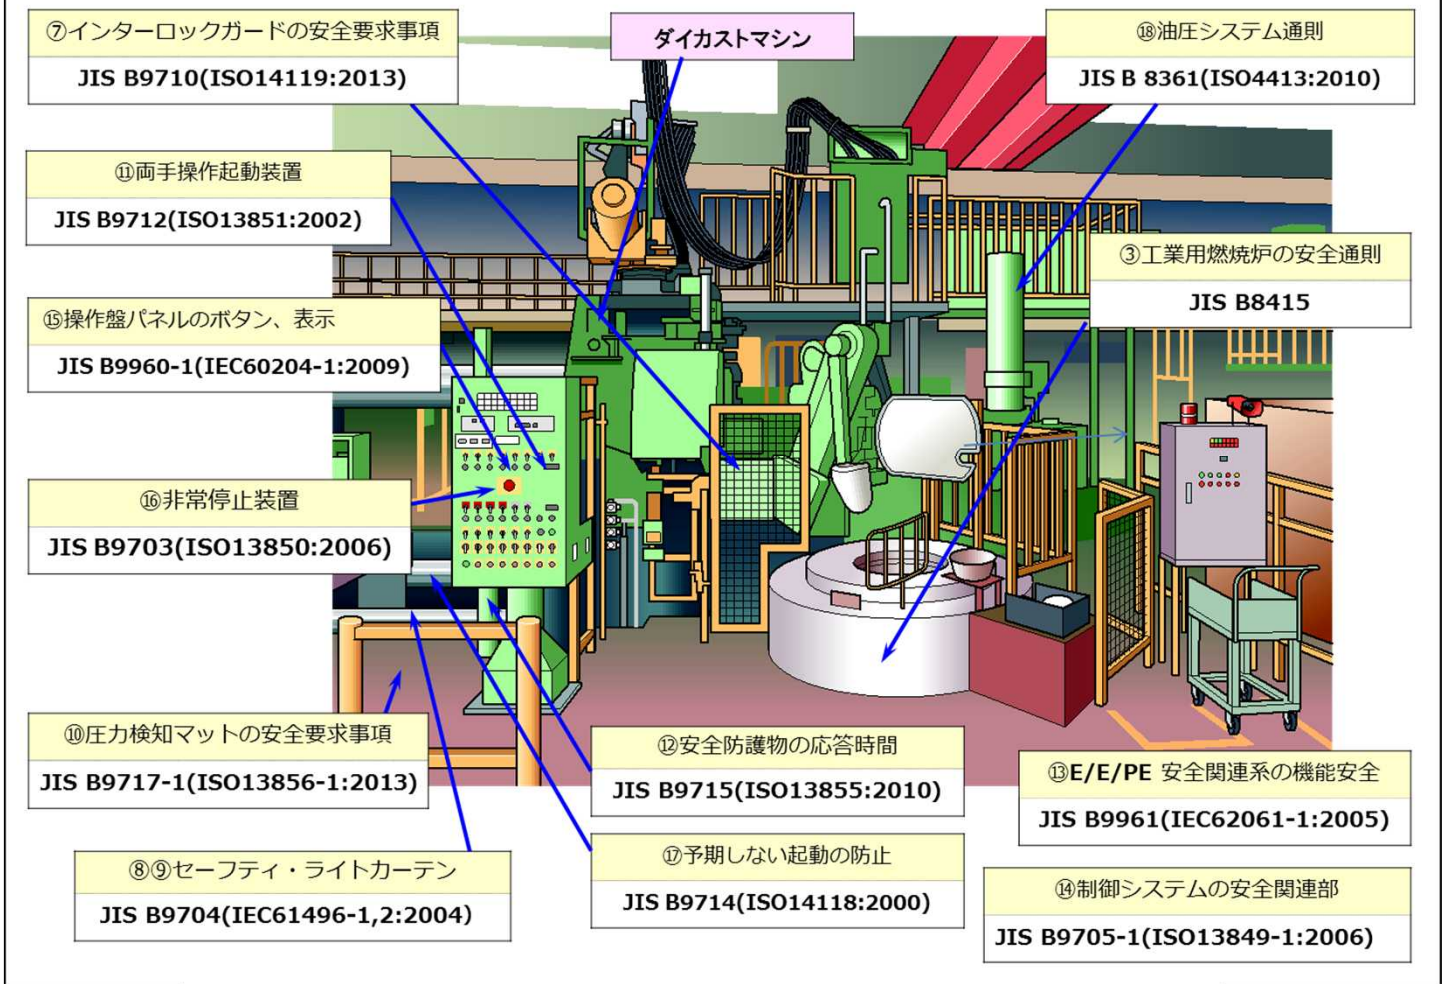 ⑦インターロックガードの安全要求事項
JIS B9710(ISO14119:2013)
ダイカストマシン
⑱油圧システム通則
JIS B 8361(ISO4413:2010)
⑪両手操作起動装置
JIS B9712(ISO13851:2002)
③工業用燃焼炉の安全通則
JIS B8415
⑮操作盤パネルのボタン、表示
JIS B9960-1(IEC60204-1:2009)
⑯非常停止装置
JIS B9703(ISO13850:2006)
⑩圧力検知マットの安全要求事項
JIS B9717-1(ISO13856-1:2013)
⑫安全防護物の応答時間
JIS B9715(ISO13855:2010)
⑬E/E/PE 安全関連系の機能安全
JIS B9961(IEC62061-1:2005)
⑧⑨セーフティ・ライトカーテン
JIS B9704(IEC61496-1,2:2004)
⑰予期しない起動の防止
JIS B9714(ISO14118:2000)
⑭制御システムの安全関連部
JIS B9705-1(ISO13849-1:2006)